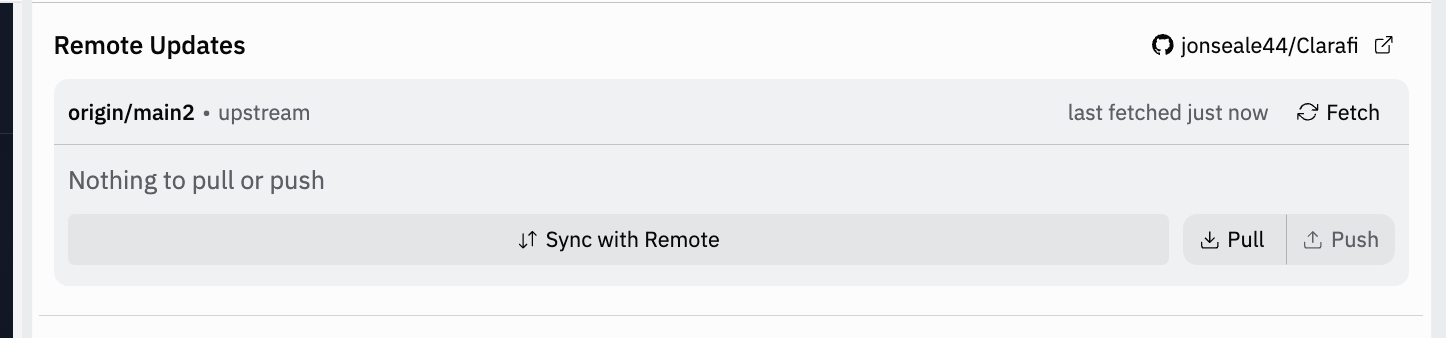 Remote Updates
jonseale44/Clarafi
origin/main2 • upstream
last fetched just now
Fetch
Nothing to pull or push
Sync with Remote
Pull
Push